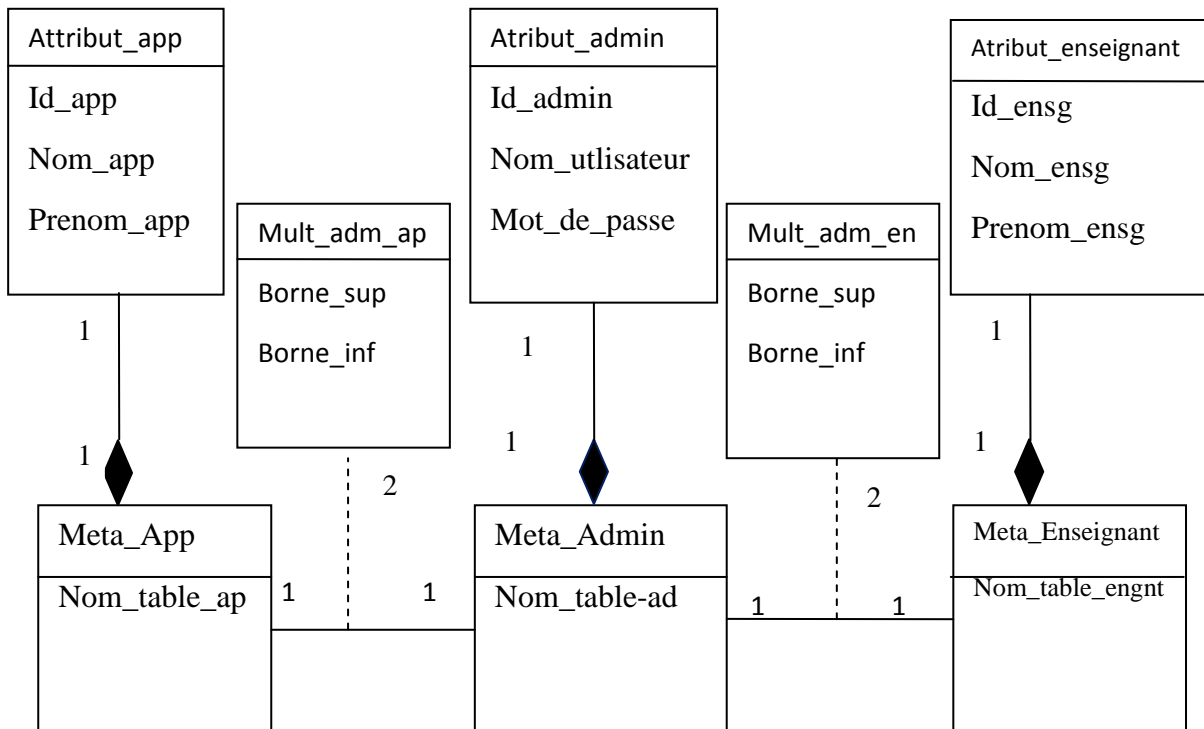 Attribut_app
Id_app
Nom_app
Prenom_app
Mult_adm_ap
Borne_sup
Borne_inf
Atribut_admin
Id_admin
Nom_utlisateur
Mot_de_passe
Mult_adm_en
Borne_sup
Borne_inf
Atribut_enseignant
Id_ensg
Nom_ensg
Prenom_ensg
1
1
1
1
2
1
2
1
Meta_App
Nom_table_ap
1
1
Meta_Admin
Nom_table-ad
1
1
Meta_Enseignant
Nom_table_engnt